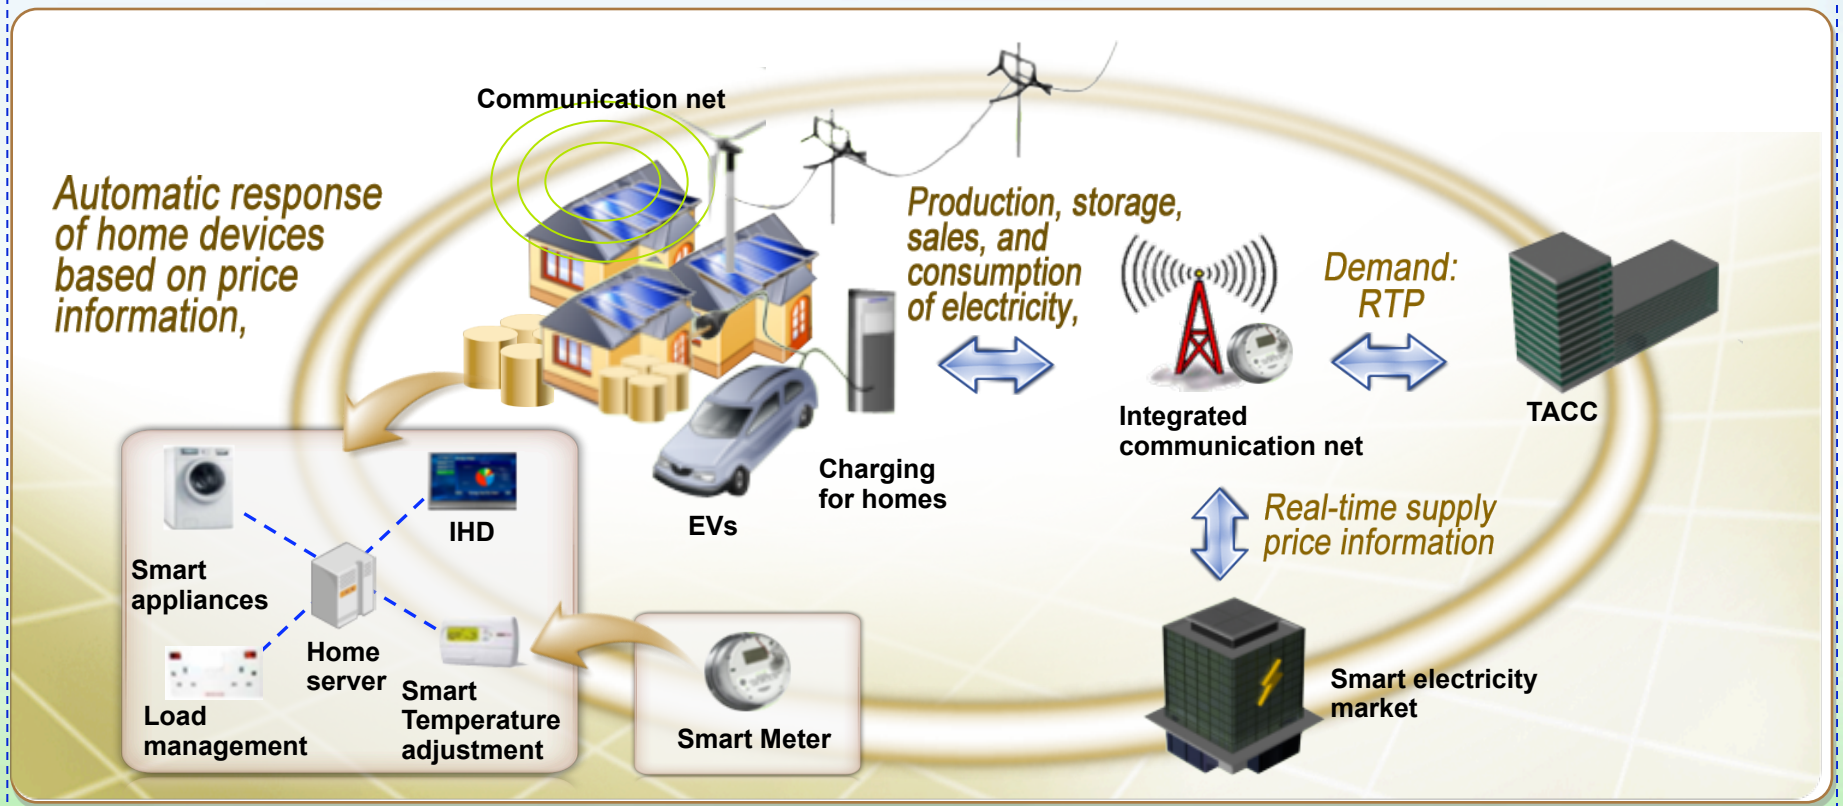 Communication net
Automatic response
of home devices
based on price
information,
Production, storage,
sales, and
consumption
of electricity,
Demand:
RTP
Integrated
communication net
TACC
Charging
for homes
EVs
Real-time supply
price information
IHD
Smart
appliances
Home
server
Smart
Temperature
adjustment
Load
management
Smart Meter
Smart electricity
market